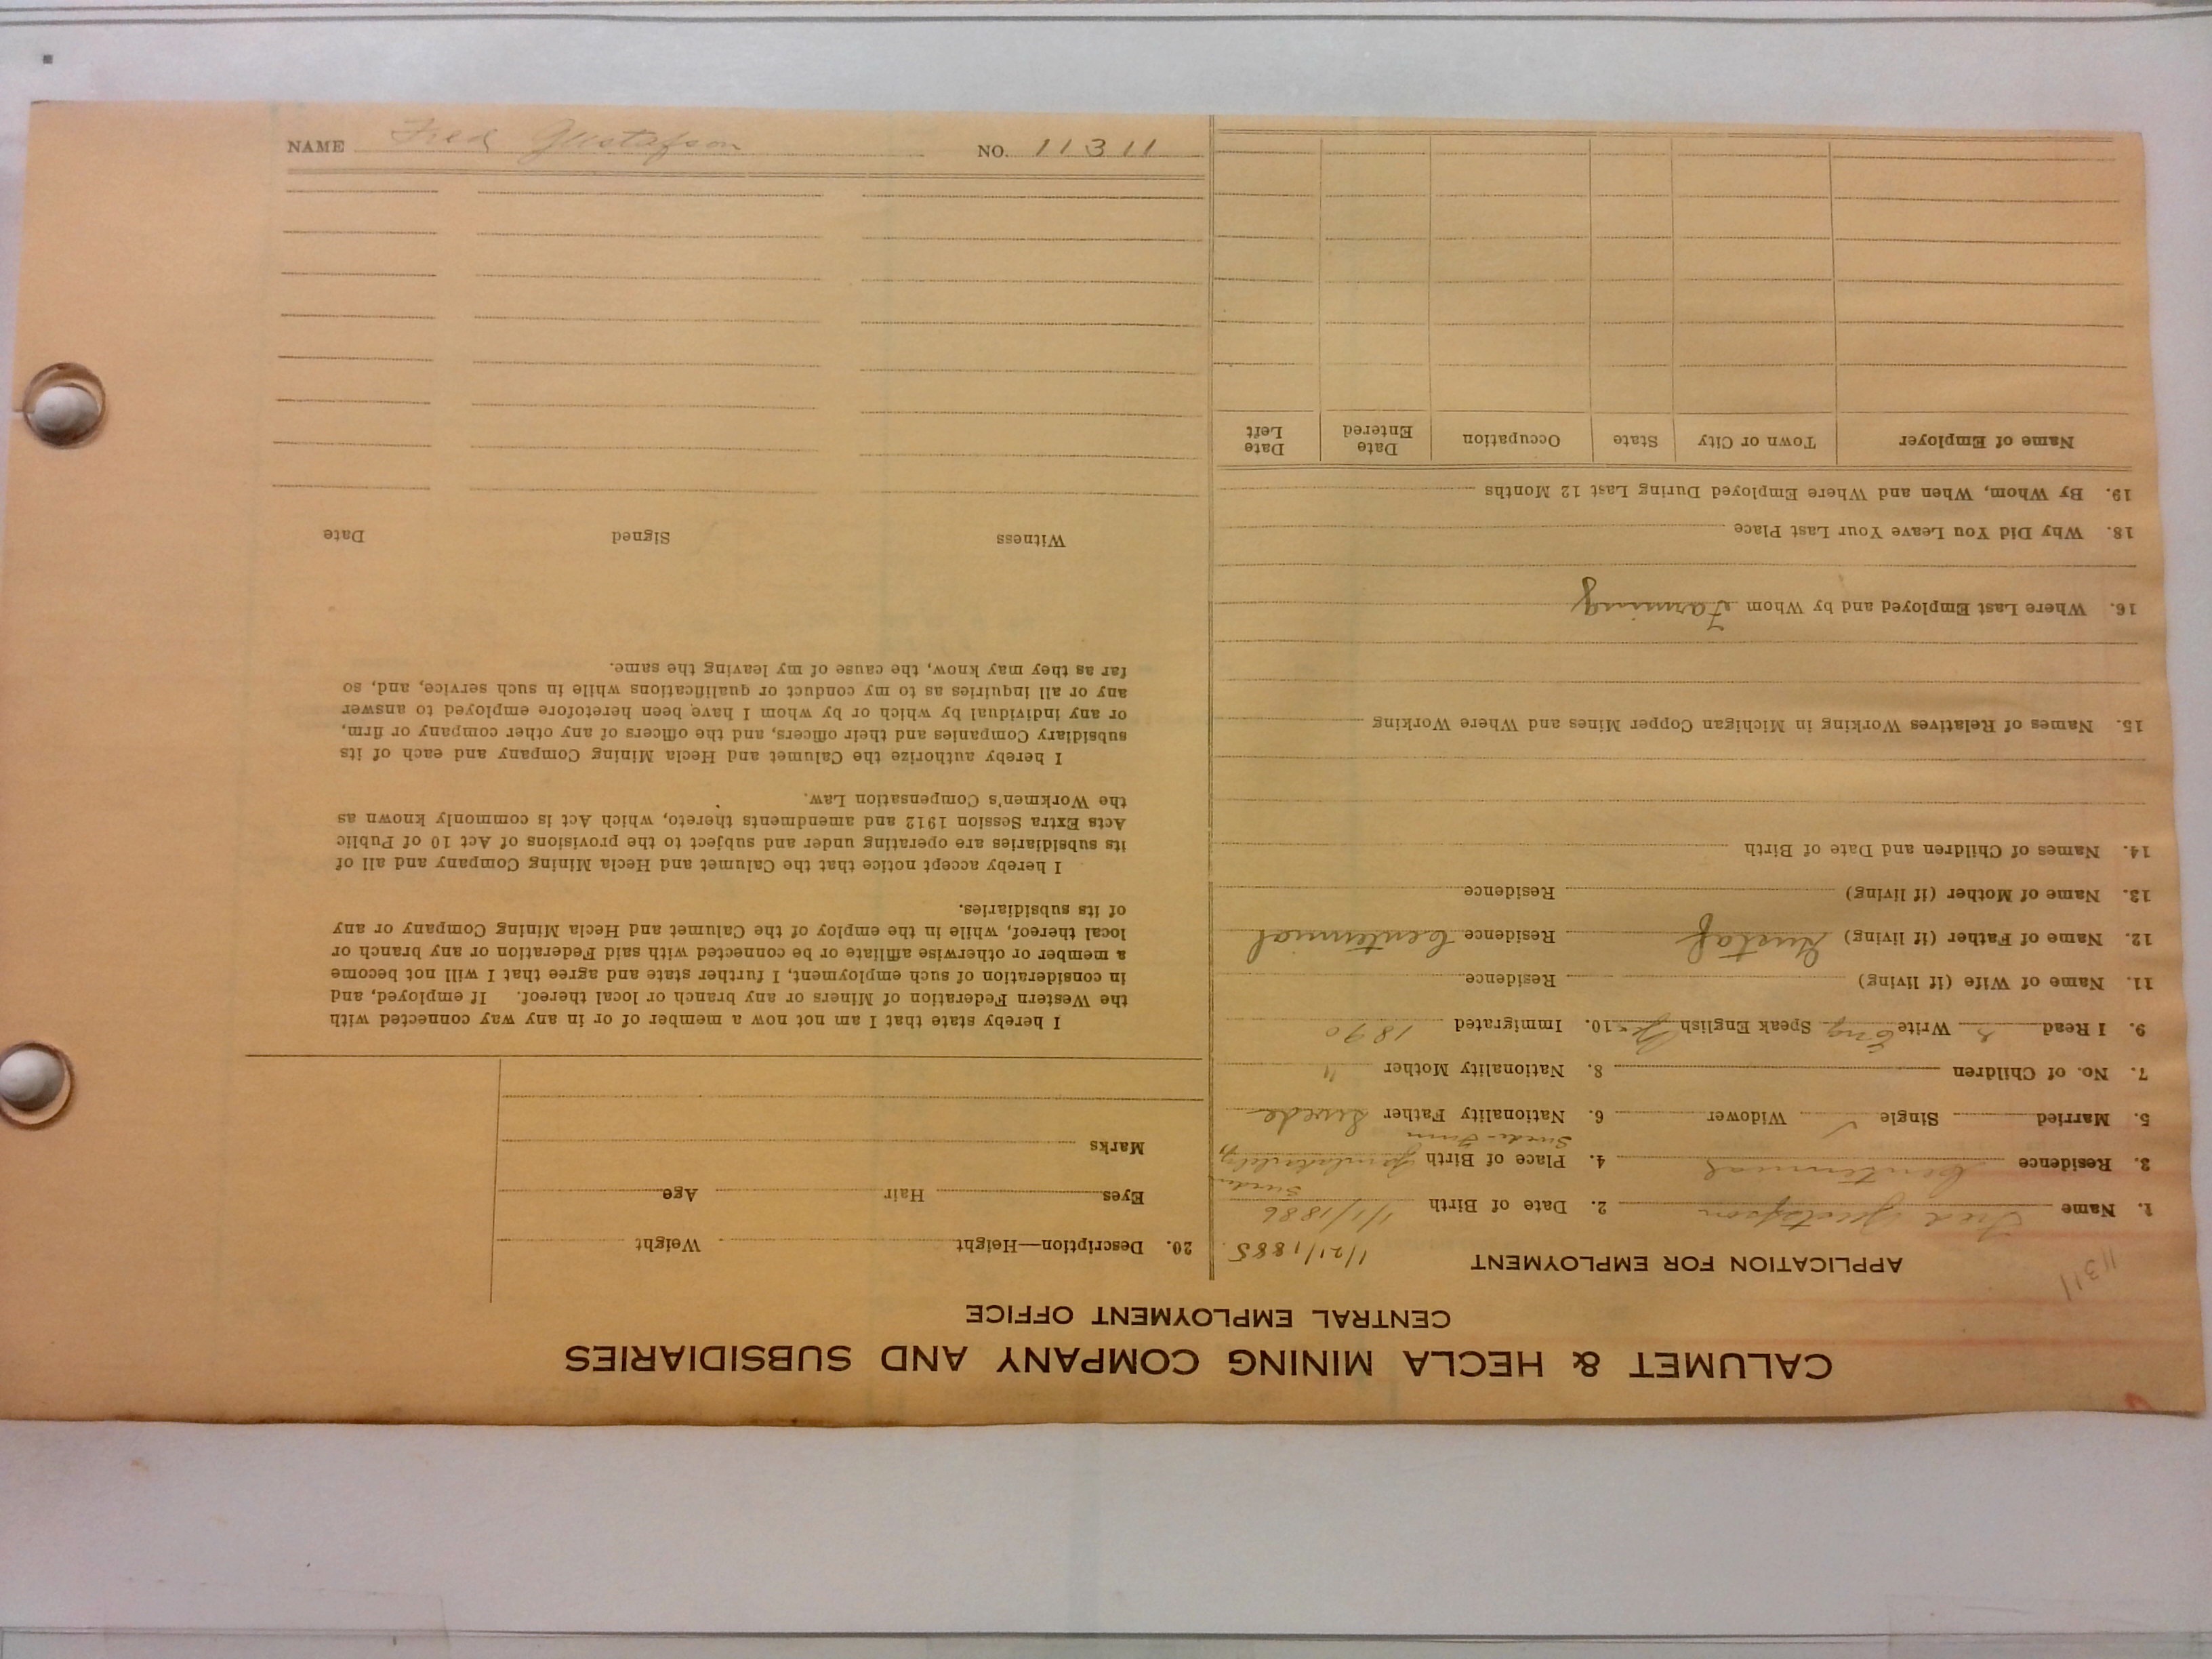 CALUMET & HECLA MINING COMPANY AND SUBSIDIARIES
CENTRAL EMPLOYMENT OFFICE
11311
APPLICATION FOR EMPLOYMENT
1/21/1885
1. Name Fred Gustafson 2. Date of Birth 1/1/1886
Sweden
3. Residence Centennial 4. Place of Birth
Swede-Finn
5. Married Single ✓ Widower 6. Nationality Father Swede
7. No. of Children 8. Nationality Mother "
9. I Read Write Eng Speak English Yes 10. Immigrated 1890
11. Name of Wife (if living) Residence
12. Name of Father (if living) Gustaf Residence Centennial
13. Name of Mother (if living) Residence
14. Names of Children and Date of Birth
15. Names of Relatives Working in Michigan Copper Mines and Where Working
16. Where Last Employed and by Whom Farming
18. Why Did You Leave Your Last Place
19. By Whom, When and Where Employed During Last 12 Months
Name of Employer Town or City State Occupation Date Entered Date Left
20. Description—Height Weight
Eyes Hair Age
Marks
I hereby state that I am not now a member of or in any way connected with
the Western Federation of Miners or any branch or local thereof. If employed, and
in consideration of such employment, I further state and agree that I will not become
a member or otherwise affiliate or be connected with said Federation or any branch or
local thereof, while in the employ of the Calumet and Hecla Mining Company or any
of its subsidiaries.
I hereby accept notice that the Calumet and Hecla Mining Company and all of
its subsidiaries are operating under and subject to the provisions of Act 10 of Public
Acts Extra Session 1912 and amendments thereto, which Act is commonly known as
the Workmen's Compensation Law.
I hereby authorize the Calumet and Hecla Mining Company and each of its
subsidiary Companies and their officers, and the officers of any other company or firm,
or any individual by which or by whom I have been heretofore employed to answer
any or all inquiries as to my conduct or qualifications while in such service, and, so
far as they may know, the cause of my leaving the same.
Witness Signed Date
NAME Fred Gustafson NO. 11311